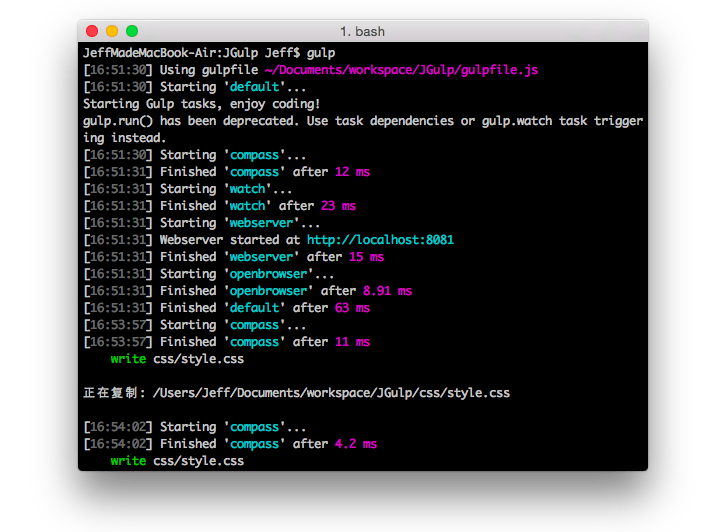 1. bash
JeffMadeMacBook-Air:JGulp Jeff$ gulp
[16:51:30] Using gulpfile ~/Documents/workspace/JGulp/gulpfile.js
[16:51:30] Starting 'default'...
Starting Gulp tasks, enjoy coding!
gulp.run() has been deprecated. Use task dependencies or gulp.watch task trigger
ing instead.
[16:51:30] Starting 'compass'...
[16:51:31] Finished 'compass' after 12 ms
[16:51:31] Starting 'watch'...
[16:51:31] Finished 'watch' after 23 ms
[16:51:31] Starting 'webserver'...
[16:51:31] Webserver started at http://localhost:8081
[16:51:31] Finished 'webserver' after 15 ms
[16:51:31] Starting 'openbrowser'...
[16:51:31] Finished 'openbrowser' after 8.91 ms
[16:51:31] Finished 'default' after 63 ms
[16:53:57] Starting 'compass'...
[16:53:57] Finished 'compass' after 11 ms
write css/style.css
正在复制: /Users/Jeff/Documents/workspace/JGulp/css/style.css
[16:54:02] Starting 'compass'...
[16:54:02] Finished 'compass' after 4.2 ms
write css/style.css